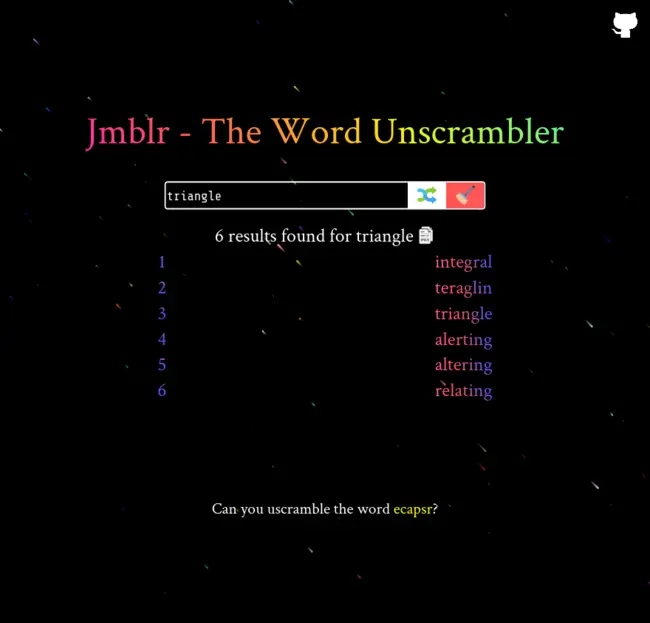 Jmblr - The Word Unscrambler
triangle
6 results found for triangle
1 integral
2 teraglin
3 triangle
4 alerting
5 altering
6 relating
Can you uscramble the word ecapsr?